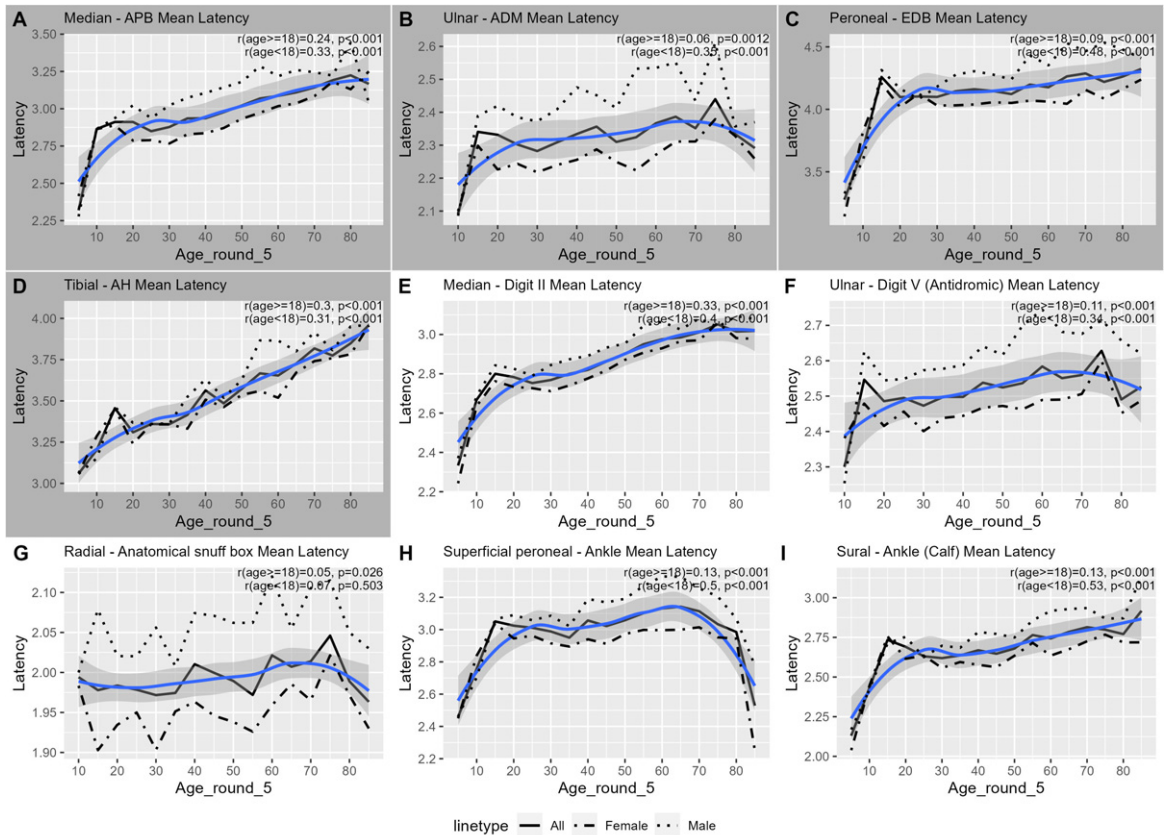 A Median - APB Mean Latency
r(age>=18)=0.24, p<0.001
r(age<18)=0.33, p<0.001
Latency
3.50
3.25
3.00
2.75
2.50
2.25
10 20 30 40 50 60 70 80
Age_round_5
B Ulnar - ADM Mean Latency
r(age>=18)=0.06, p=0.0012
r(age<18)=0.35, p<0.001
Latency
2.6
2.5
2.4
2.3
2.2
2.1
10 20 30 40 50 60 70 80
Age_round_5
C Peroneal - EDB Mean Latency
r(age>=18)=0.09, p<0.001
r(age<18)=0.48, p<0.001
Latency
4.5
4.0
3.5
10 20 30 40 50 60 70 80
Age_round_5
D Tibial - AH Mean Latency
r(age>=18)=0.3, p<0.001
r(age<18)=0.31, p<0.001
Latency
4.00
3.75
3.50
3.25
3.00
10 20 30 40 50 60 70 80
Age_round_5
E Median - Digit II Mean Latency
r(age>=18)=0.33, p<0.001
r(age<18)=0.4, p<0.001
Latency
3.0
2.8
2.6
2.4
2.2
10 20 30 40 50 60 70 80
Age_round_5
F Ulnar - Digit V (Antidromic) Mean Latency
r(age>=18)=0.11, p<0.001
r(age<18)=0.34, p<0.001
Latency
2.7
2.6
2.5
2.4
2.3
10 20 30 40 50 60 70 80
Age_round_5
G Radial - Anatomical snuff box Mean Latency
r(age>=18)=0.05, p=0.026
r(age<18)=0.07, p=0.503
Latency
2.10
2.05
2.00
1.95
1.90
10 20 30 40 50 60 70 80
Age_round_5
H Superficial peroneal - Ankle Mean Latency
r(age>=18)=0.13, p<0.001
r(age<18)=0.5, p<0.001
Latency
3.2
3.0
2.8
2.6
2.4
2.2
10 20 30 40 50 60 70 80
Age_round_5
I Sural - Ankle (Calf) Mean Latency
r(age>=18)=0.13, p<0.001
r(age<18)=0.53, p<0.001
Latency
3.00
2.75
2.50
2.25
2.00
10 20 30 40 50 60 70 80
Age_round_5
linetype All Female Male